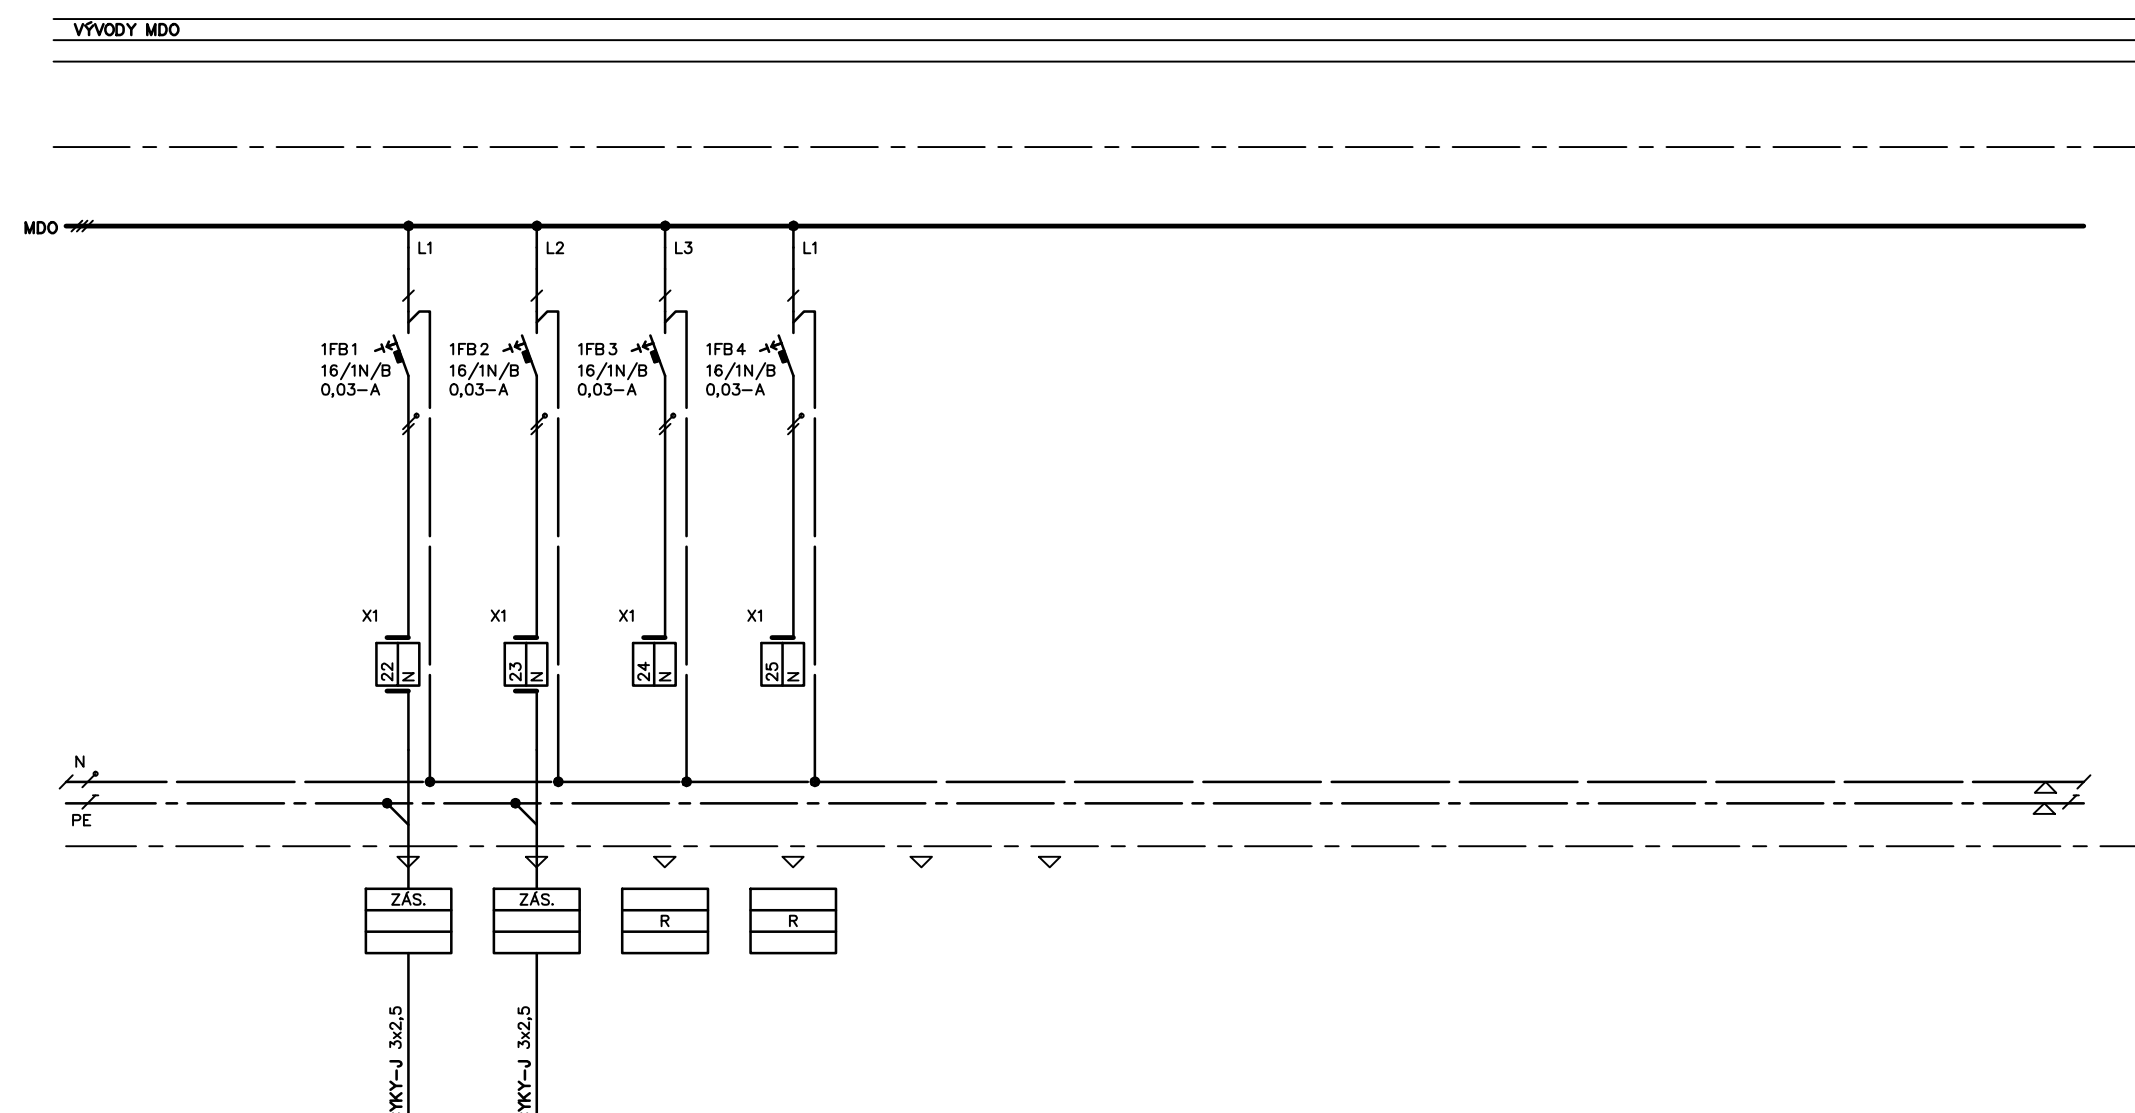 VÝVODY MDO
MDO
L1 L2 L3 L1
1FB1 1FB2 1FB3 1FB4
16/1N/B 16/1N/B 16/1N/B 16/1N/B
0,03-A 0,03-A 0,03-A 0,03-A
X1 X1 X1 X1
22 N 23 N 24 N 25 N
N
PE
ZÁS. ZÁS.
R R
YKY-J 3x2,5 YKY-J 3x2,5